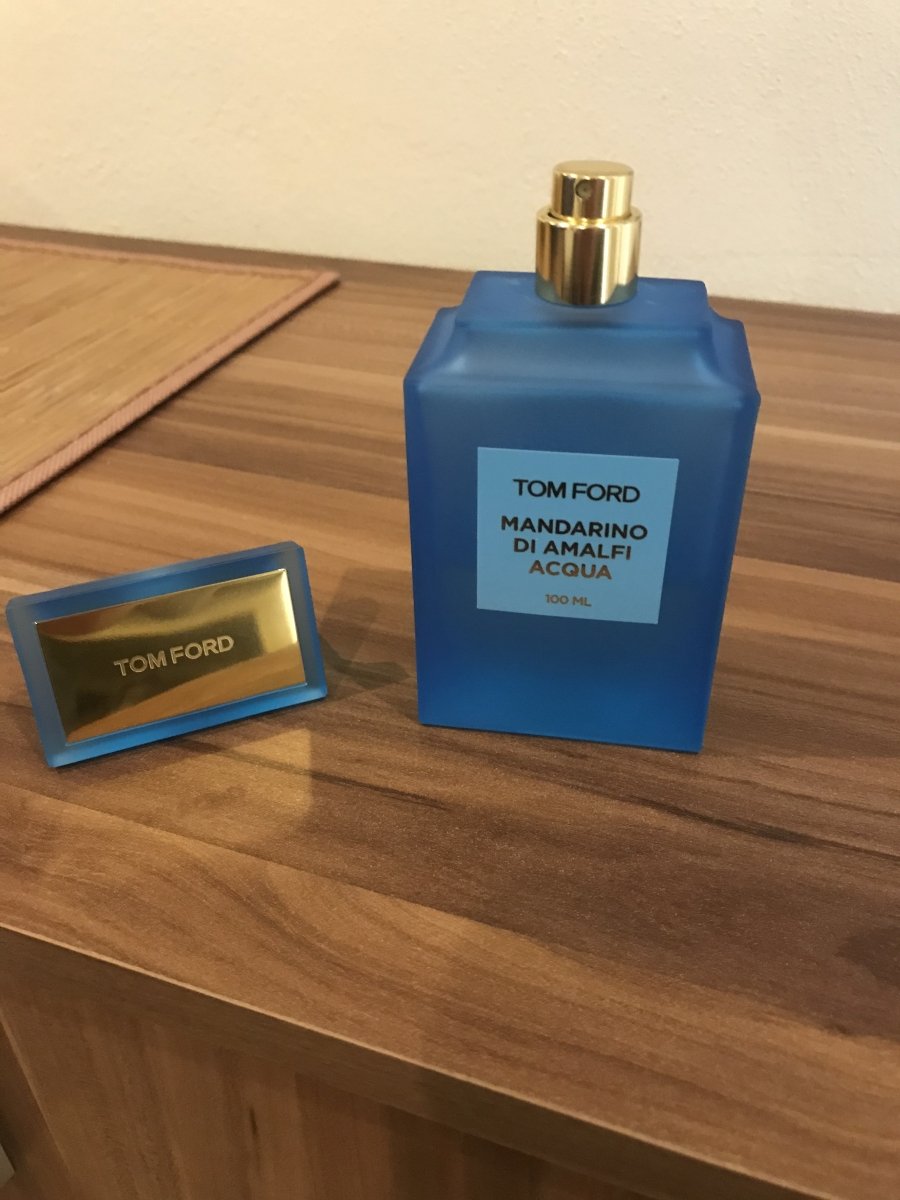 TOM FORD
MANDARINO
DI AMALFI
ACQUA
100 ML
TOM FORD